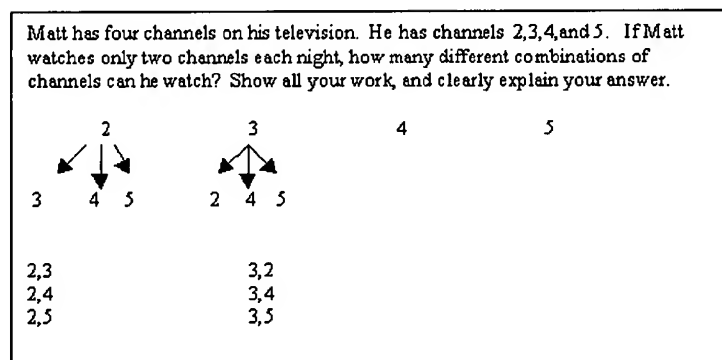 Matt has four channels on his television. He has channels 2,3,4,and 5. If Matt
watches only two channels each night, how many different combinations of
channels can he watch? Show all your work, and clearly explain your answer.
2 3 4 5
3 4 5 2 4 5
2,3 3,2
2,4 3,4
2,5 3,5